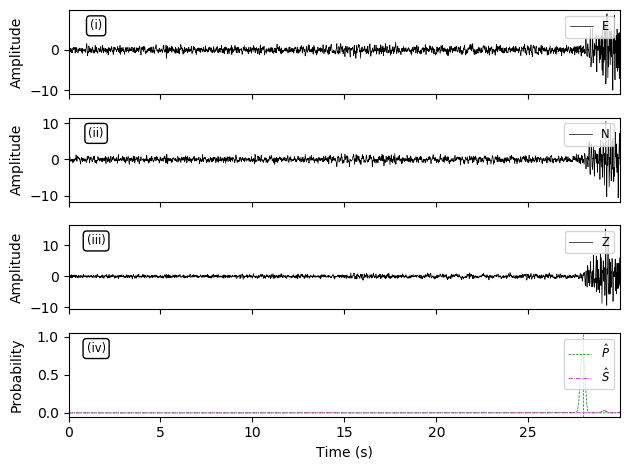 (i)
E
Amplitude
0
−10
(ii)
N
Amplitude
10
0
−10
(iii)
Z
Amplitude
10
0
−10
(iv)
P̂
Ŝ
Probability
1.0
0.5
0.0
0 5 10 15 20 25
Time (s)